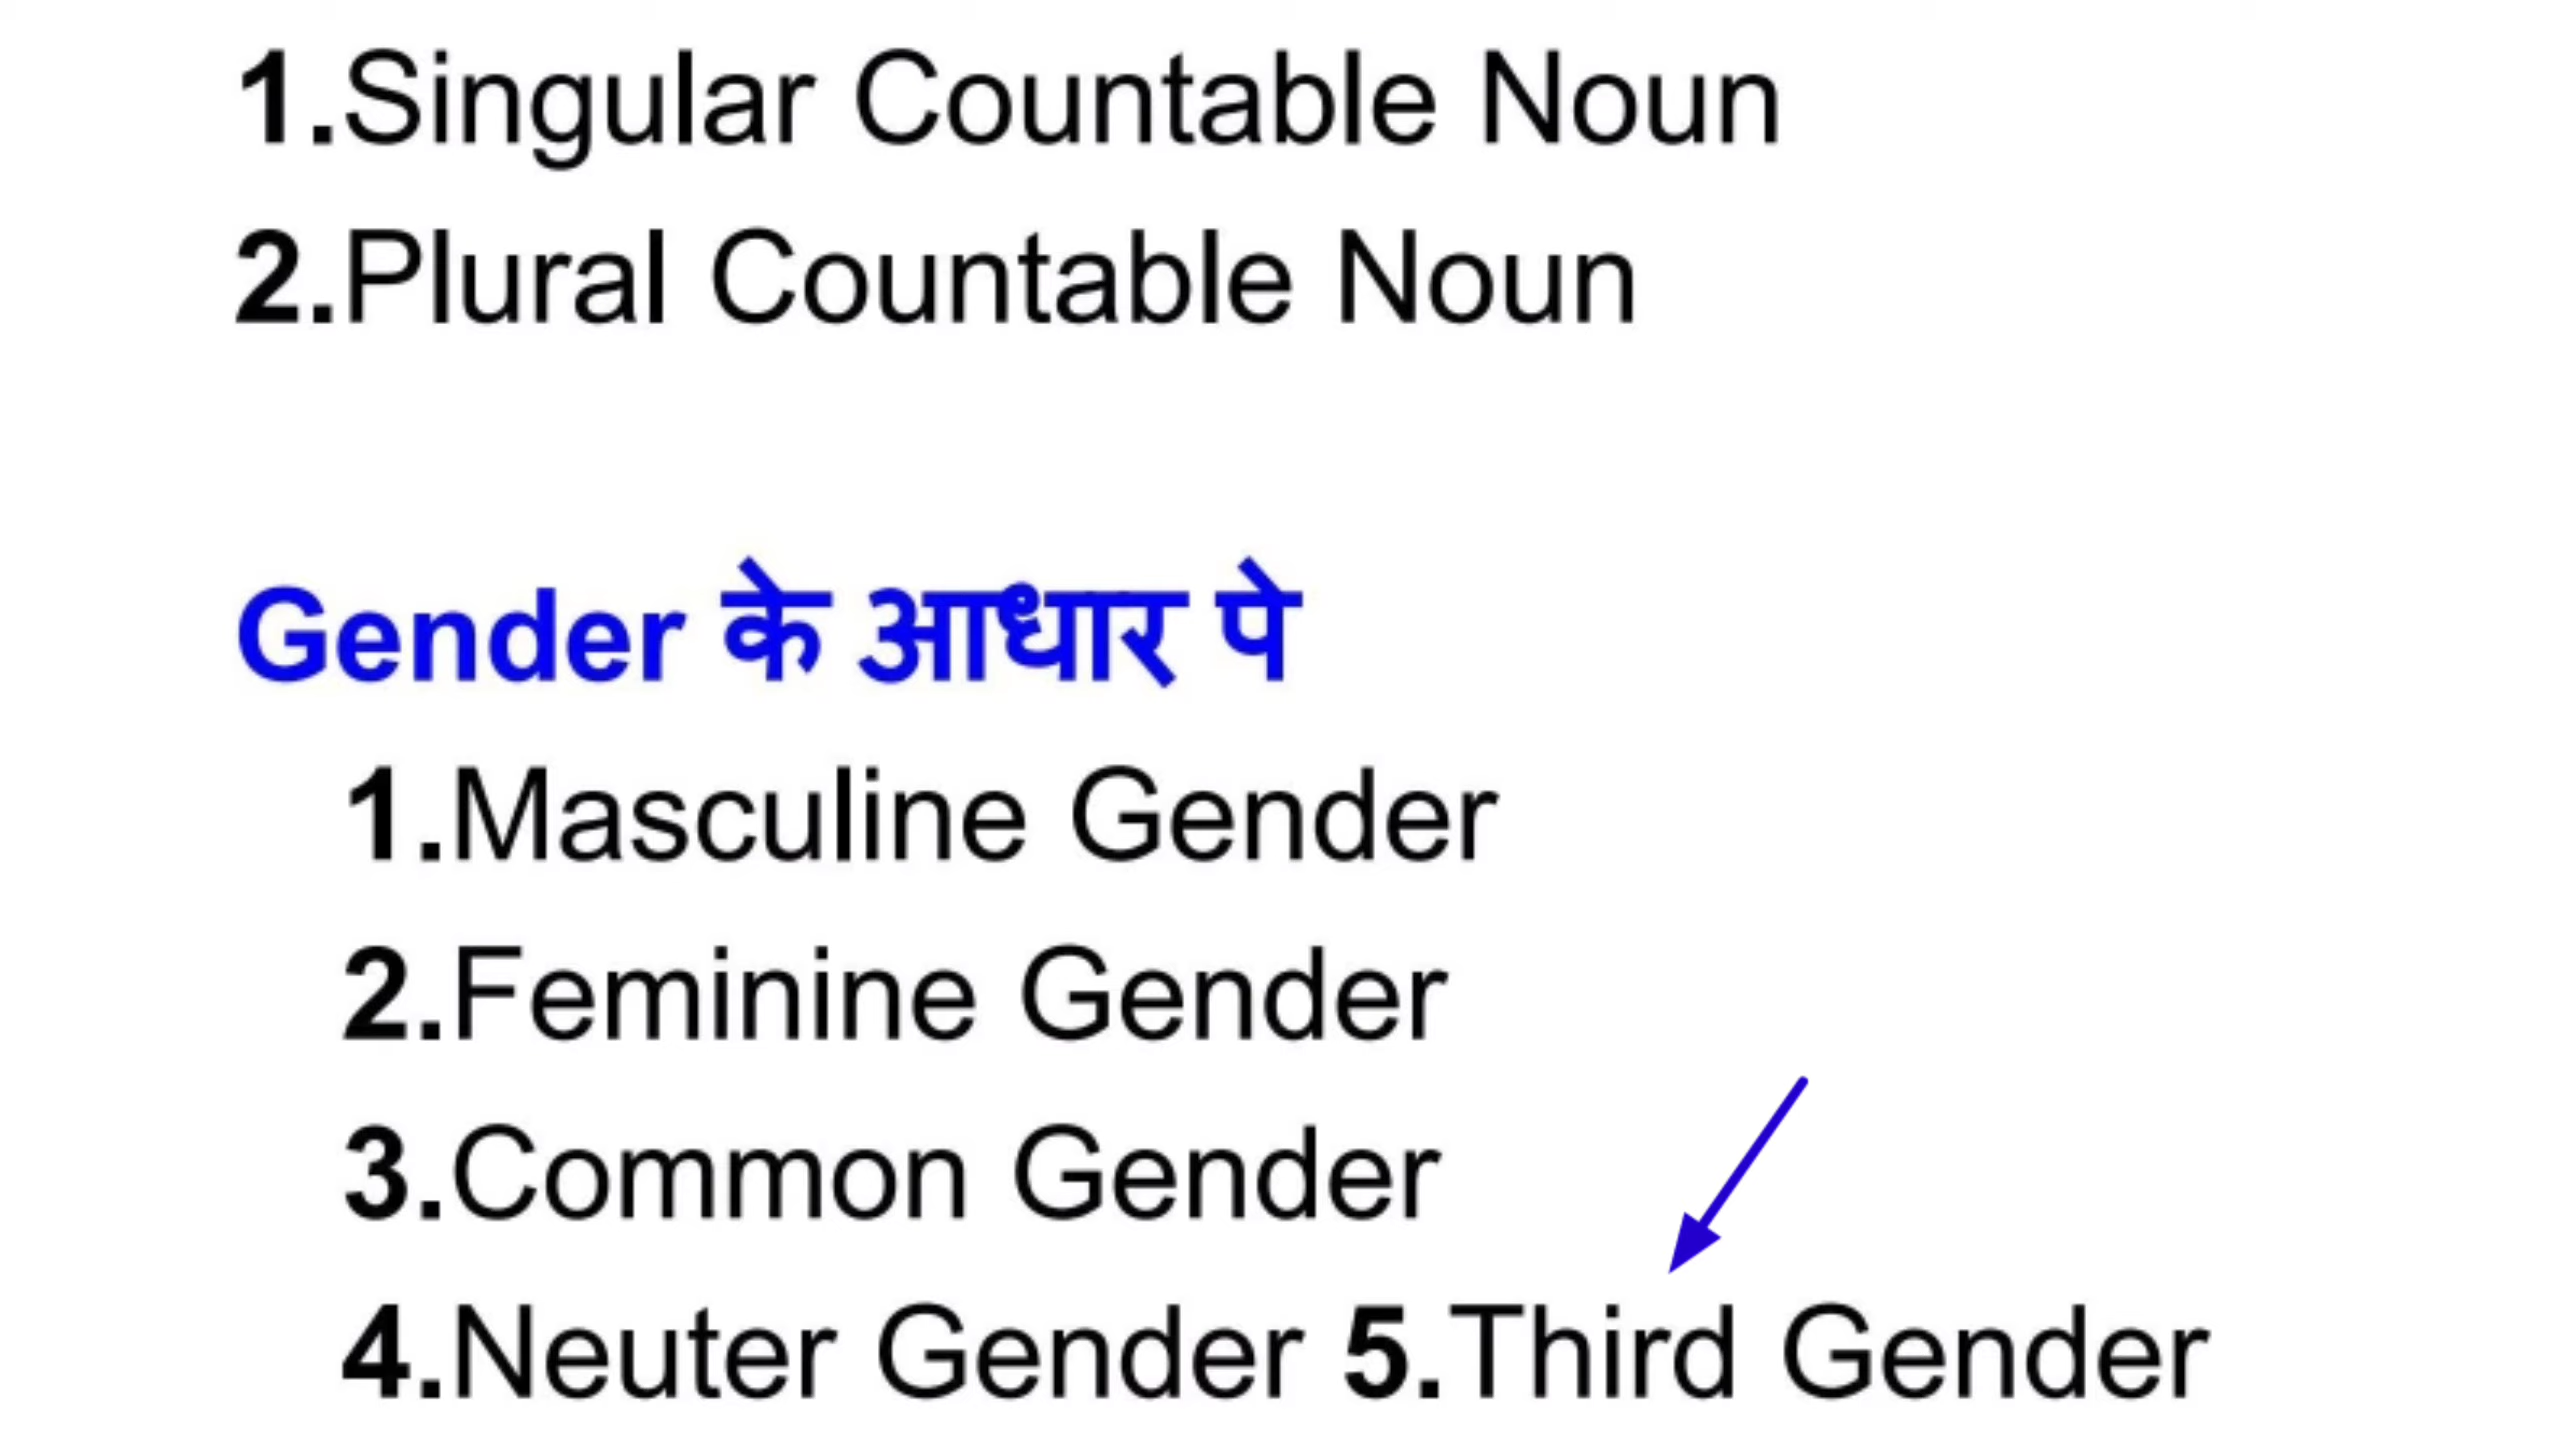 1.Singular Countable Noun
2.Plural Countable Noun
Gender के आधार पे
1.Masculine Gender
2.Feminine Gender
3.Common Gender
4.Neuter Gender 5.Third Gender